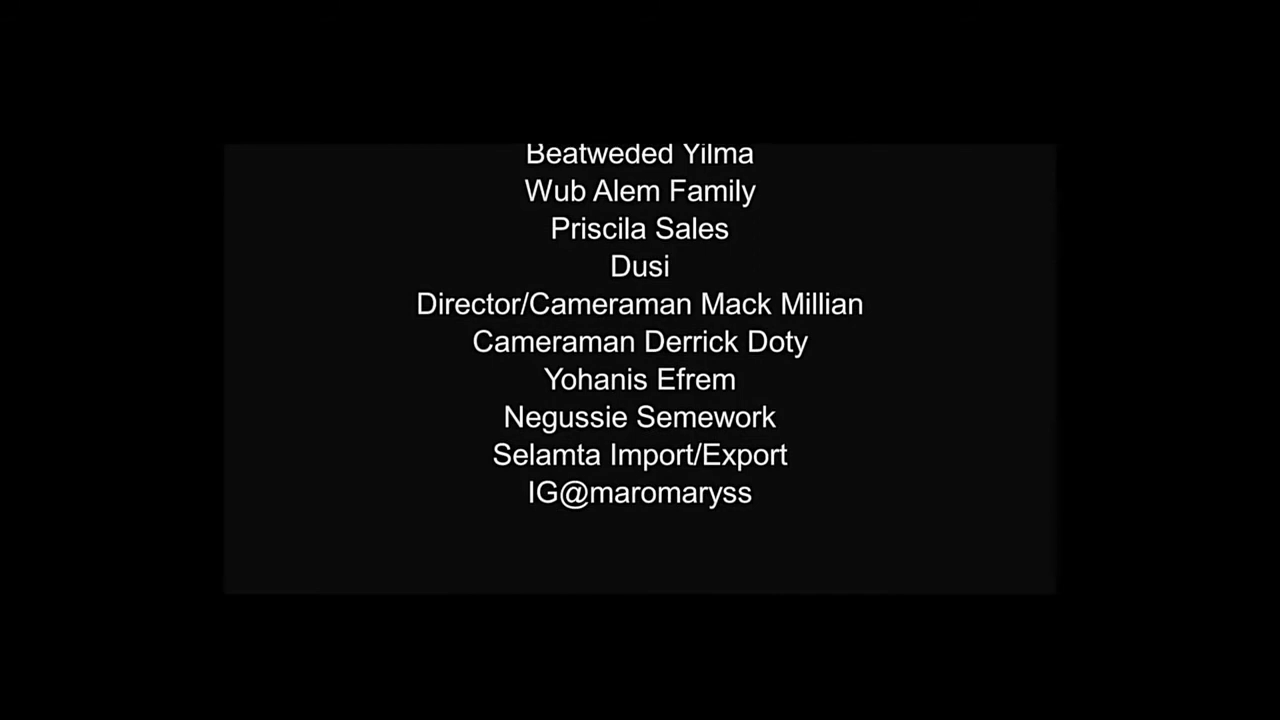 Beatweded Yilma
Wub Alem Family
Priscila Sales
Dusi
Director/Cameraman Mack Millian
Cameraman Derrick Doty
Yohanis Efrem
Negussie Semework
Selamta Import/Export
IG@maromaryss